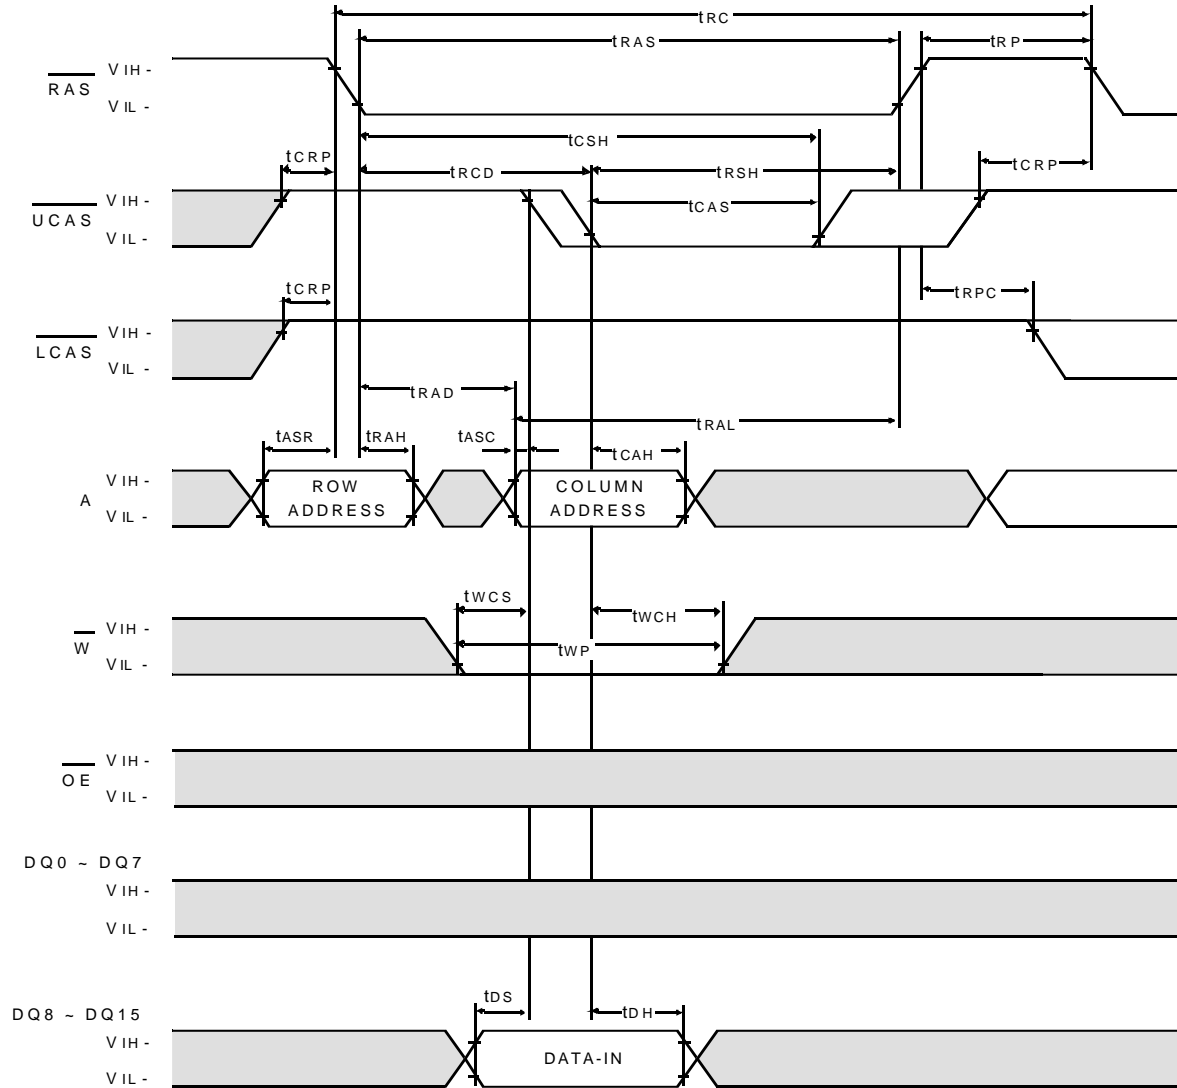 tRC
tRAS
tRP
RAS
VIH -
VIL -
tCSH
tCRP
tRCD
tRSH
tCRP
UCAS
VIH -
VIL -
tCAS
tCRP
tRPC
LCAS
VIH -
VIL -
tRAD
tRAL
tASR
tRAH
tASC
tCAH
A
VIH -
VIL -
ROW
ADDRESS
COLUMN
ADDRESS
tWCS
tWCH
W
VIH -
VIL -
tWP
OE
VIH -
VIL -
DQ0 ~ DQ7
VIH -
VIL -
tDS
tDH
DQ8 ~ DQ15
VIH -
VIL -
DATA-IN